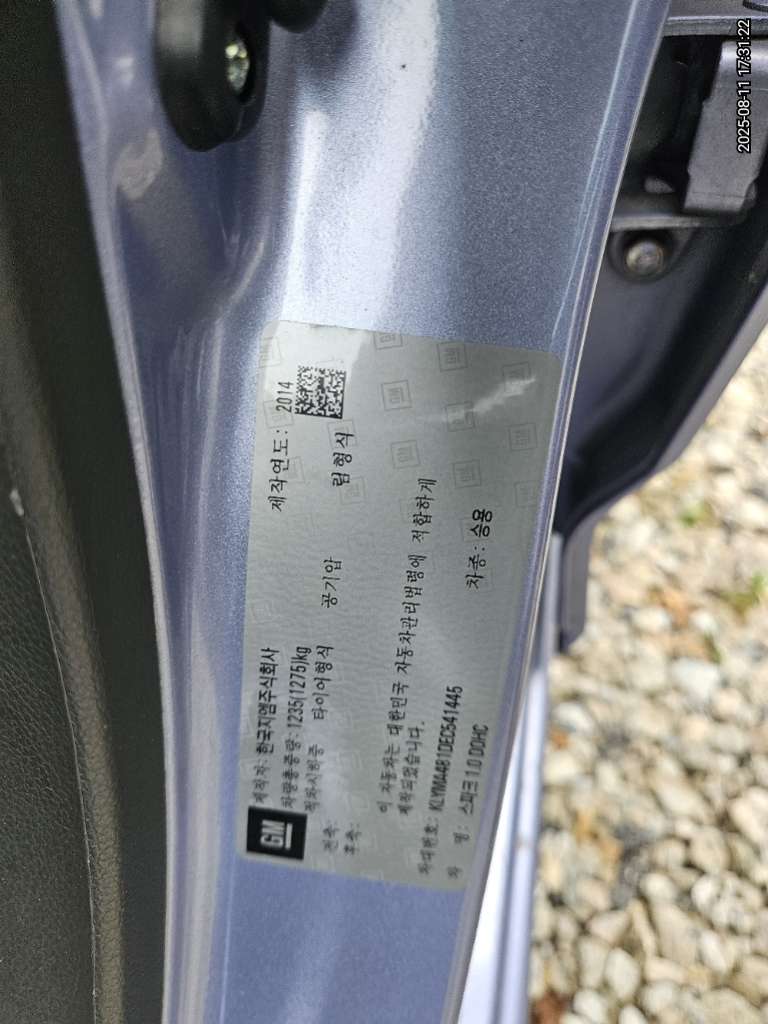 2025-08-11 17:31:22
GM
제작자: 한국지엠주식회사 제작연도: 2014
차량총중량: 1235(1275)kg
적차시하중 타이어형식 공기압 림형식
전축:
후축:
이 자동차는 대한민국 자동차관리법령에 적합하게
제작되었습니다.
차대번호: KLYMA481DEC541445
차종: 승용
차 명: 스파크 1.0 DOHC